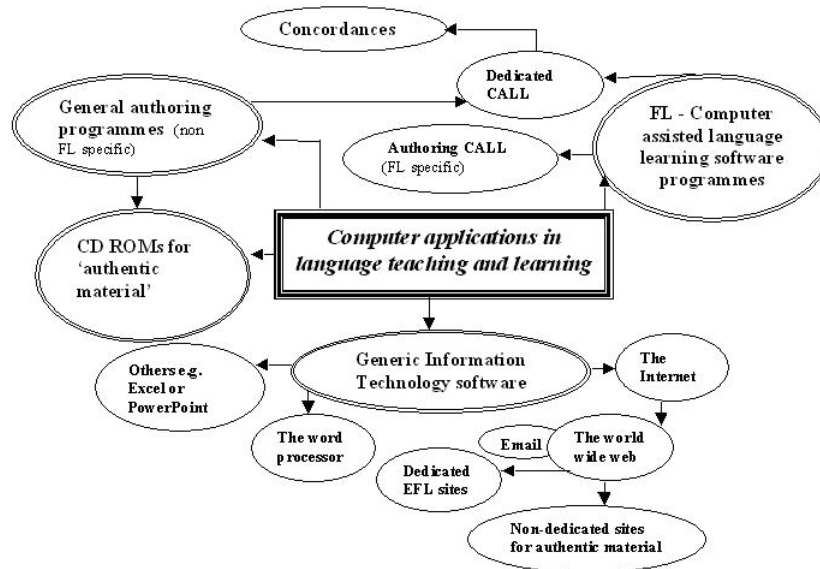 Concordances
Dedicated
CALL
General authoring
programmes (non
FL specific)
FL - Computer
assisted language
learning software
programmes
Authoring CALL
(FL specific)
CD ROMs for
‘authentic
material’
Computer applications in
language teaching and learning
Generic Information
Technology software
The
Internet
Others e.g.
Excel or
PowerPoint
The word
processor
Email
The world
wide web
Dedicated
EFL sites
Non-dedicated sites
for authentic material